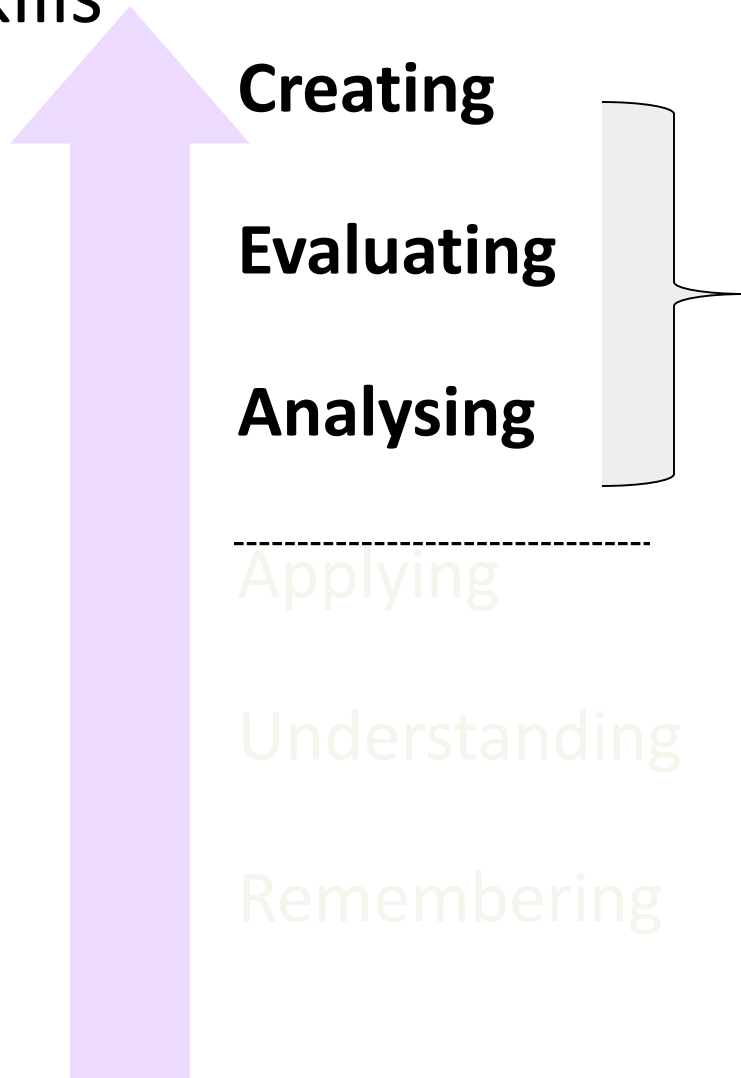 Creating
Evaluating
Analysing
Applying
Understanding
Remembering